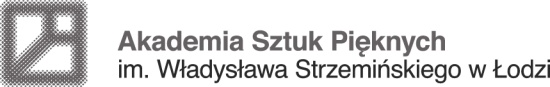 Akademia Sztuk Pięknych
im. Władysława Strzemińskiego w Łodzi